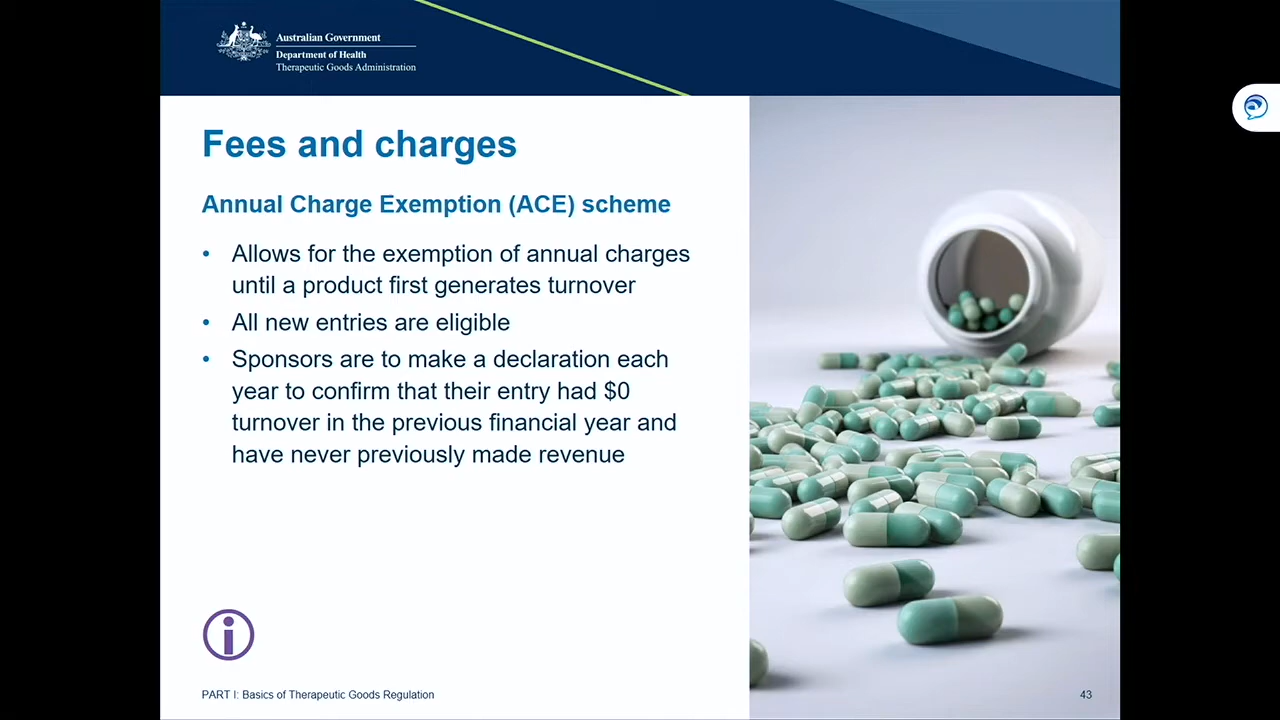 Australian Government
Department of Health
Therapeutic Goods Administration
Fees and charges
Annual Charge Exemption (ACE) scheme
• Allows for the exemption of annual charges
until a product first generates turnover
• All new entries are eligible
• Sponsors are to make a declaration each
year to confirm that their entry had $0
turnover in the previous financial year and
have never previously made revenue
i
PART I: Basics of Therapeutic Goods Regulation
43